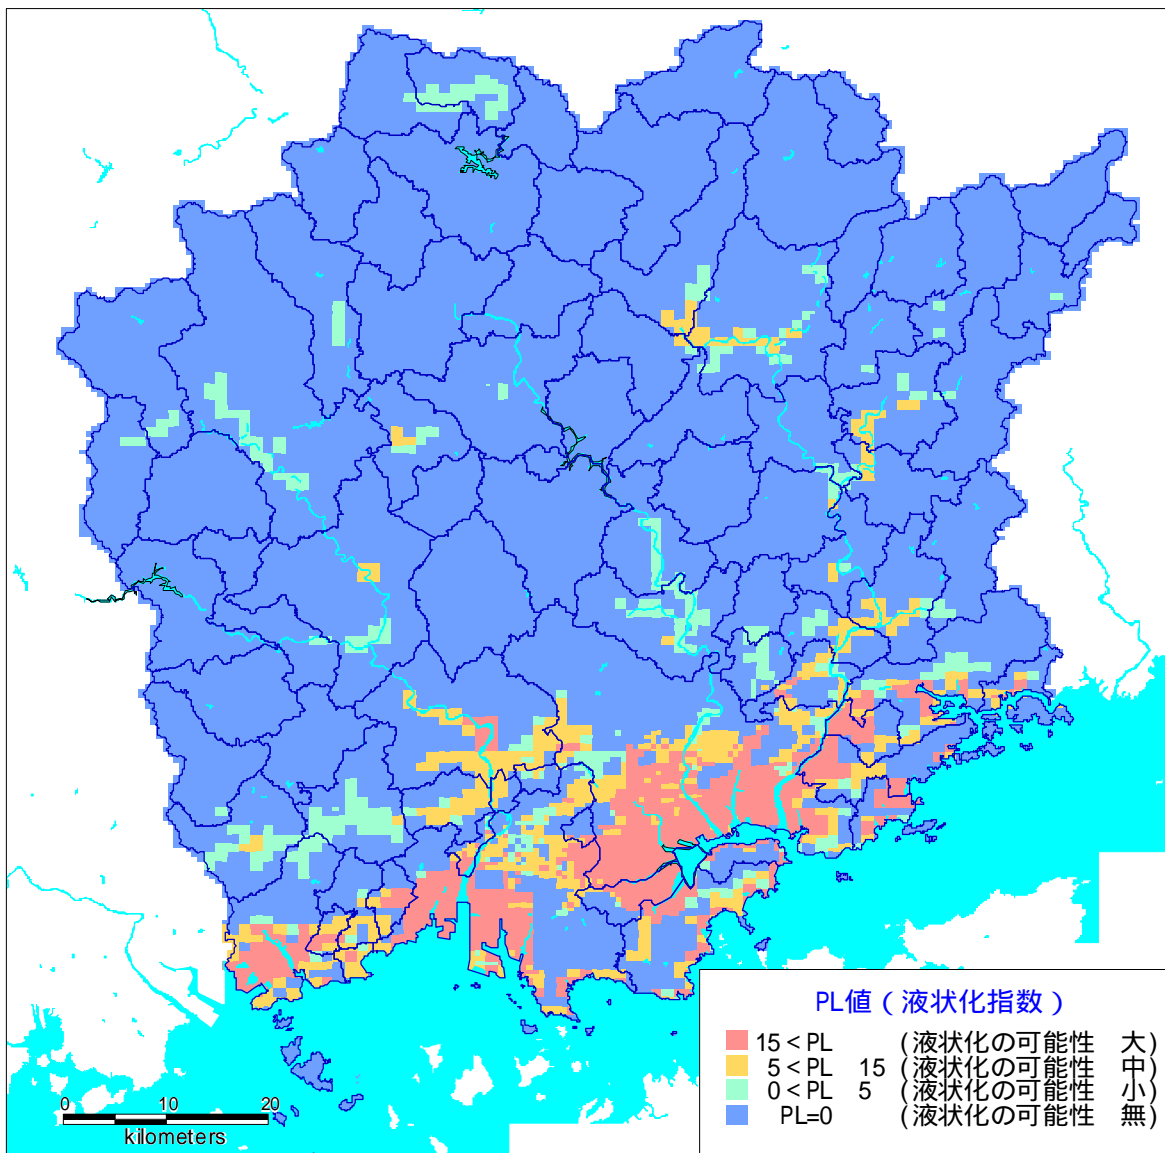 PL値(液状化指数)
15<PL (液状化の可能性 大)
5<PL 15 (液状化の可能性 中)
0<PL 5 (液状化の可能性 小)
PL=0 (液状化の可能性 無)
0 10 20
kilometers